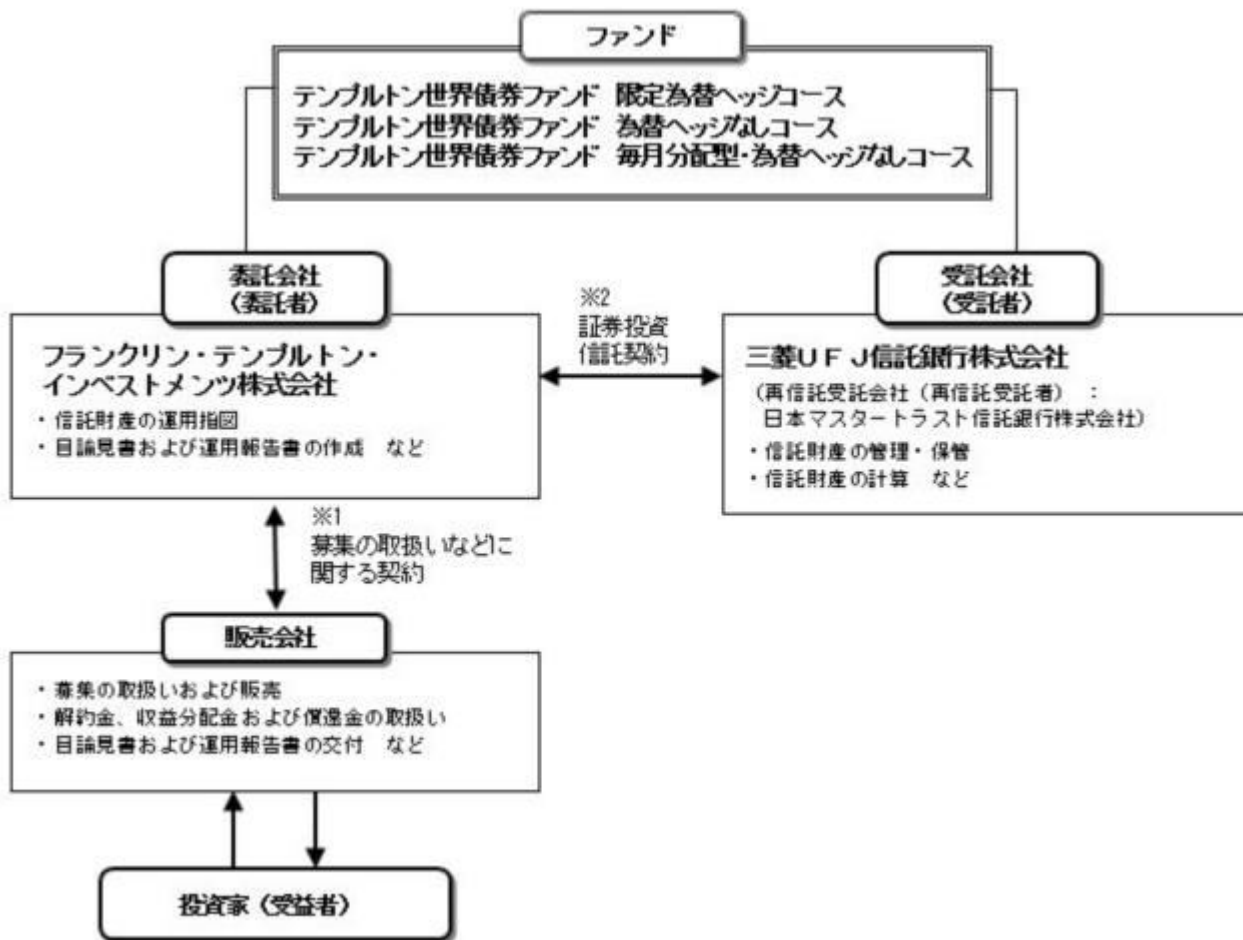 ファンド
テンプルトン世界債券ファンド 限定為替ヘッジコース
テンプルトン世界債券ファンド 為替ヘッジなしコース
テンプルトン世界債券ファンド 毎月分配型・為替ヘッジなしコース
委託会社
（委託者）
フランクリン・テンプルトン・
インベストメンツ株式会社
・信託財産の運用指図
・目論見書および運用報告書の作成 など
※2
証券投資
信託契約
受託会社
（受託者）
三菱ＵＦＪ信託銀行株式会社
（再信託受託会社（再信託受託者）：
日本マスタートラスト信託銀行株式会社）
・信託財産の管理・保管
・信託財産の計算 など
※1
募集の取扱いなどに
関する契約
販売会社
・募集の取扱いおよび販売
・解約金、収益分配金および償還金の取扱い
・目論見書および運用報告書の交付 など
投資家（受益者）